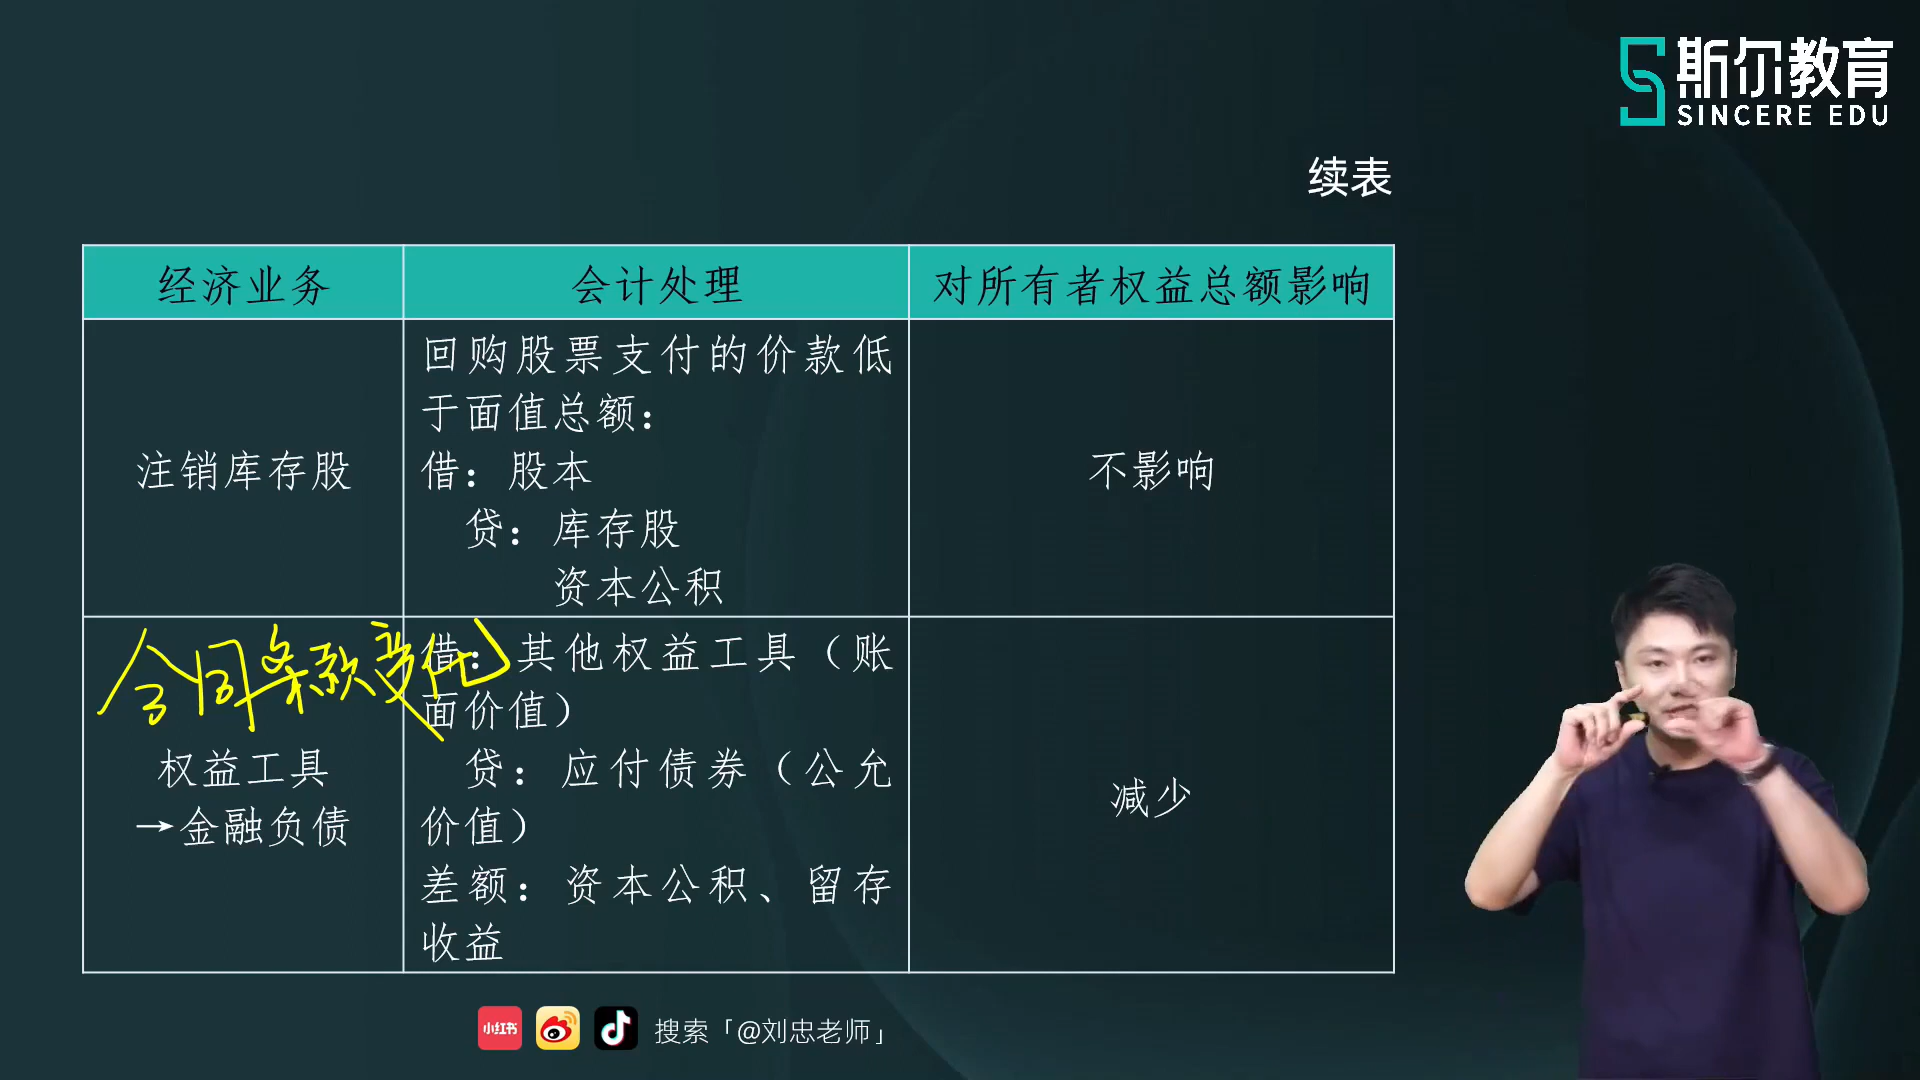 斯尔教育
SINCERE EDU
续表
经济业务
会计处理
对所有者权益总额影响
注销库存股
回购股票支付的价款低
于面值总额：
借：股本
贷：库存股
资本公积
不影响
合同条款变化
权益工具
→金融负债
借：其他权益工具（账
面价值）
贷：应付债券（公允
价值）
差额：资本公积、留存
收益
减少
小红书
搜索「@刘忠老师」